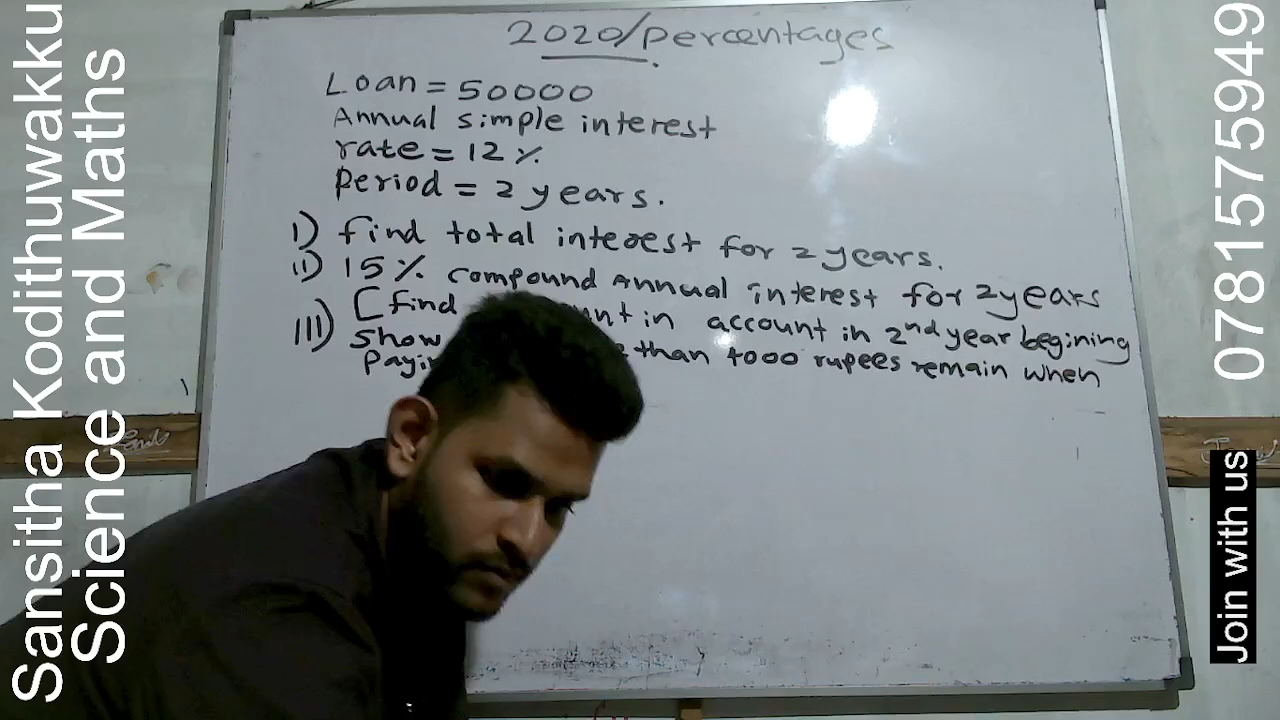 2020/percentages
Loan = 50000
Annual simple interest
rate = 12%
Period = 2 years.
I) find total interest for 2 years.
II) 15% compound Annual interest for 2 years
[find in account in 2nd year begining
III) show than 4000 rupees remain when
Sansitha Kodithuwakku
Science and Maths
0781575949
Join with us